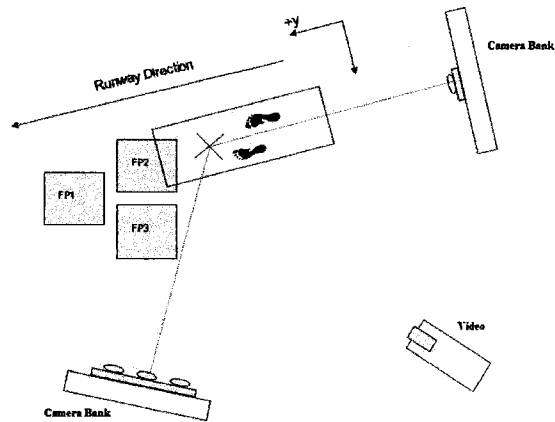 +y
Camera Bank
Runway Direction
FP2
FP1
FP3
Video
Camera Bank